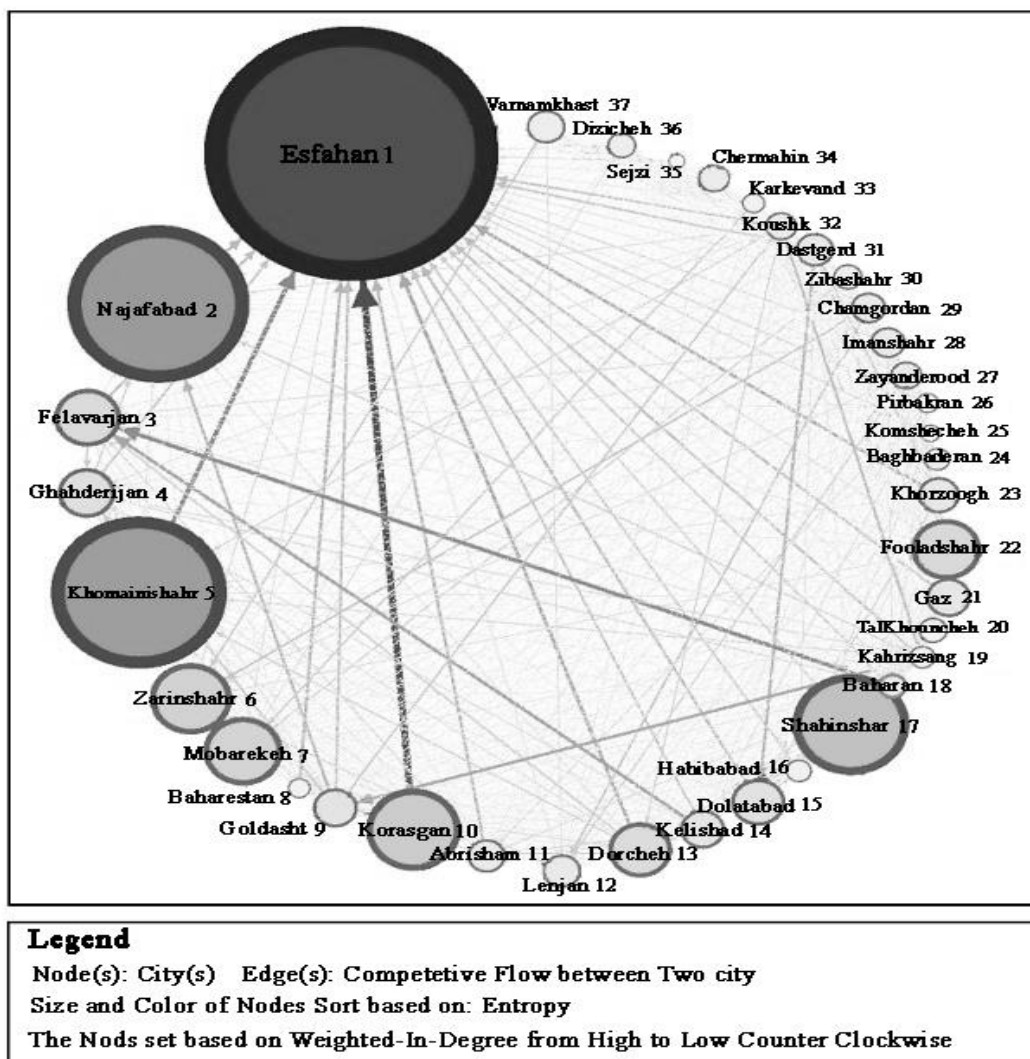 Esfahan 1
Najafabad 2
Felavarjan 3
Ghahderijan 4
Khomainishahr 5
Zarinshahr 6
Mobarekeh 7
Baharestan 8
Goldasht 9
Korasgan 10
Abrisham 11
Lenjan 12
Dorcheh 13
Kelishad 14
Dolatabad 15
Habibabad 16
Shahinshar 17
Baharan 18
Kahrizsang 19
TalKhouncheh 20
Gaz 21
Fooladshahr 22
Khorzoogh 23
Baghbaderan 24
Komshecheh 25
Pirbakran 26
Zayanderood 27
Imanshahr 28
Chamgordan 29
Zibashahr 30
Dastgerd 31
Koushk 32
Karkevand 33
Chermahin 34
Sejzi 35
Dizicheh 36
Varnamkhast 37
Legend
Node(s): City(s) Edge(s): Competetive Flow between Two city
Size and Color of Nodes Sort based on: Entropy
The Nods set based on Weighted-In-Degree from High to Low Counter Clockwise